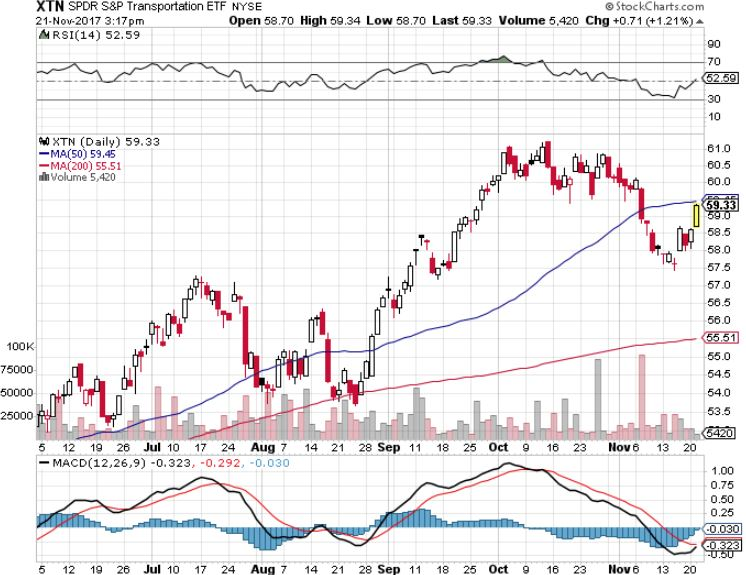 XTN SPDR S&P Transportation ETF NYSE © StockCharts.com
21-Nov-2017 3:17pm Open 58.70 High 59.34 Low 58.70 Last 59.33 Volume 5,420 Chg +0.71 (+1.21%)
RSI(14) 52.59
90
70
52.59
30
10
XTN (Daily) 59.33
MA(50) 59.45
MA(200) 55.51
Volume 5,420
61.0
60.5
60.0
59.33
59.0
58.5
58.0
57.5
57.0
56.5
56.0
55.51
55.0
54.5
54.0
53.5
5420
100K
75000
50000
25000
5 12 19 26 Jul 10 17 24 Aug 7 14 21 28 Sep 11 18 25 Oct 9 16 23 Nov 6 13 20
MACD(12,26,9) -0.323, -0.292, -0.030
1.00
0.75
0.50
0.25
-0.030
-0.323
-0.50
5 12 19 26 Jul 10 17 24 Aug 7 14 21 28 Sep 11 18 25 Oct 9 16 23 Nov 6 13 20